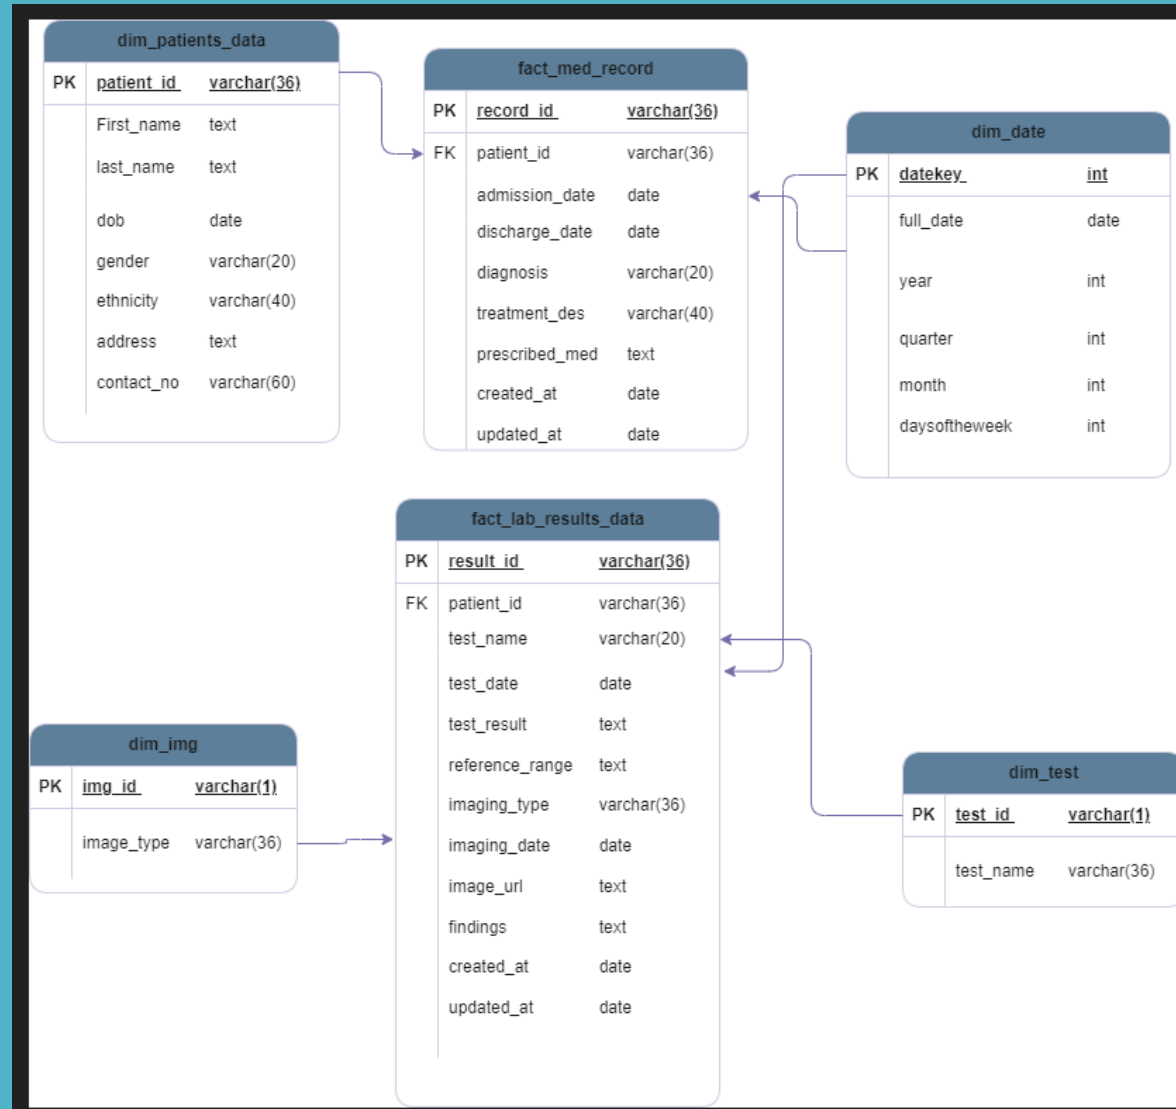 dim_patients_data
PK patient_id varchar(36)
First_name text
last_name text
dob date
gender varchar(20)
ethnicity varchar(40)
address text
contact_no varchar(60)
fact_med_record
PK record_id varchar(36)
FK patient_id varchar(36)
admission_date date
discharge_date date
diagnosis varchar(20)
treatment_des varchar(40)
prescribed_med text
created_at date
updated_at date
dim_date
PK datekey int
full_date date
year int
quarter int
month int
daysoftheweek int
fact_lab_results_data
PK result_id varchar(36)
FK patient_id varchar(36)
test_name varchar(20)
test_date date
test_result text
reference_range text
imaging_type varchar(36)
imaging_date date
image_url text
findings text
created_at date
updated_at date
dim_img
PK img_id varchar(1)
image_type varchar(36)
dim_test
PK test_id varchar(1)
test_name varchar(36)